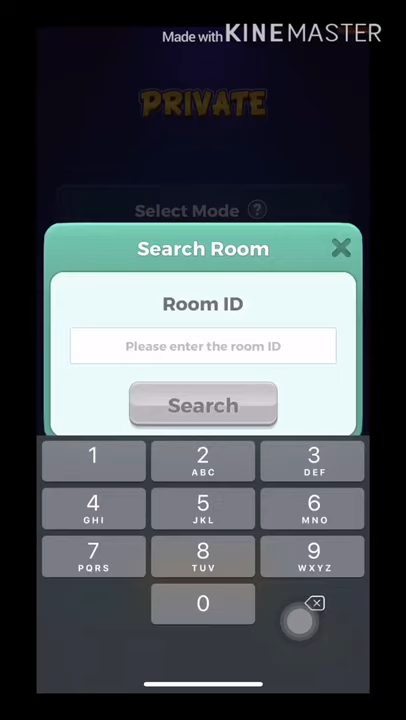 Made with KINEMASTER
PRIVATE
Select Mode ?
Search Room
Room ID
Please enter the room ID
Search
1 2 3
ABC DEF
4 5 6
GHI JKL MNO
7 8 9
PQRS TUV WXYZ
0